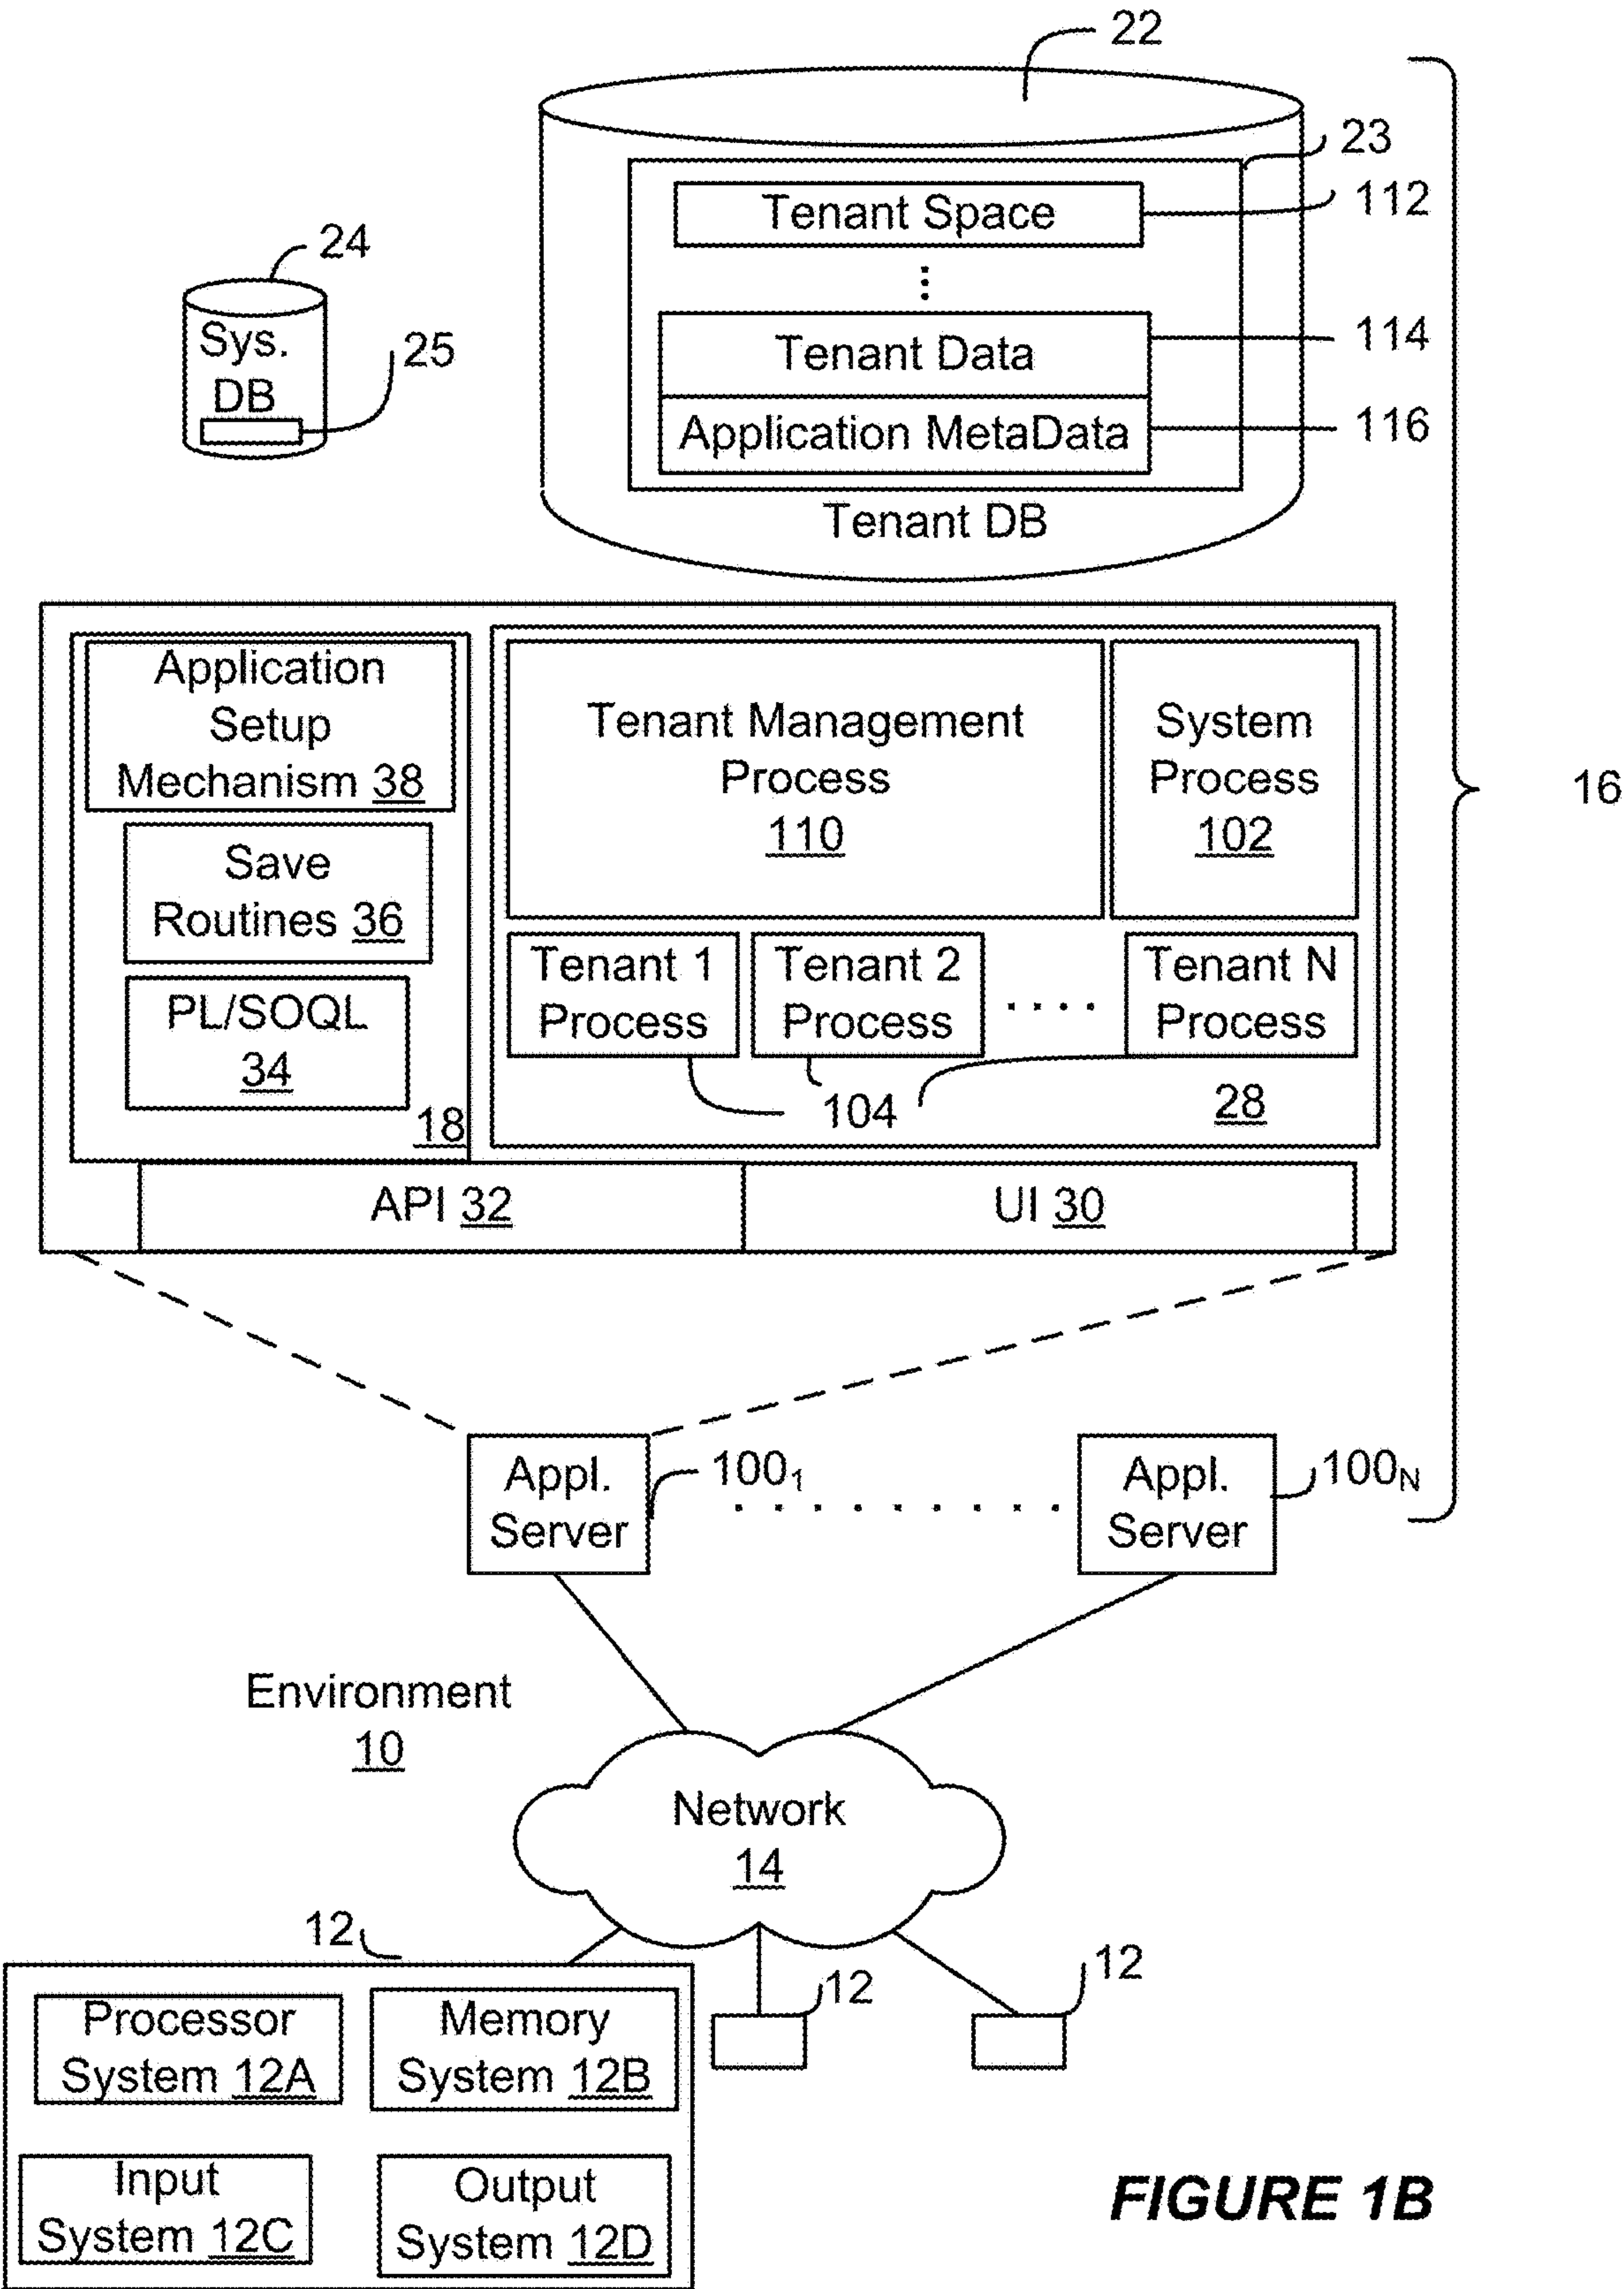 22
23
Tenant Space
112
24
Sys.
DB
25
Tenant Data
114
Application MetaData
116
Tenant DB
Application
Setup
Mechanism 38
Tenant Management
Process
110
System
Process
102
16
Save
Routines 36
Tenant 1
Process
Tenant 2
Process
Tenant N
Process
PL/SOQL
34
104
28
18
API 32
UI 30
Appl.
Server
100₁
Appl.
Server
100N
Environment
10
Network
14
12
12
12
Processor
System 12A
Memory
System 12B
Input
System 12C
Output
System 12D
FIGURE 1B